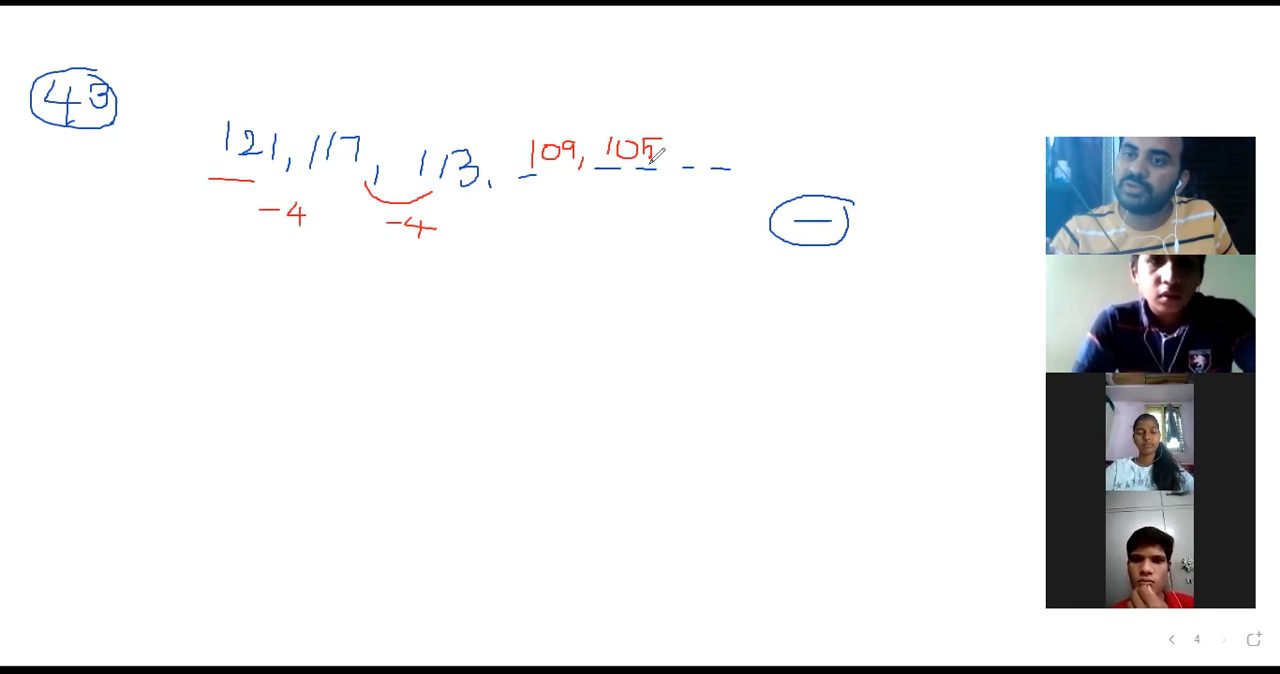 43
121, 117, 113, 109, 105 - -
-4 -4
—
< 4 >